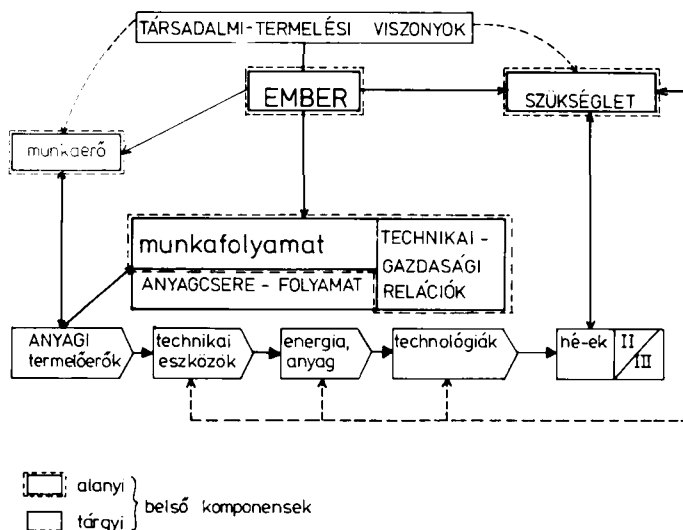 TÁRSADALMI-TERMELÉSI VISZONYOK
EMBER
SZÜKSÉGLET
munkaerő
munkafolyamat
TECHNIKAI -
GAZDASÁGI
RELÁCIÓK
ANYAGCSERE - FOLYAMAT
ANYAGI
termelőerők
technikai
eszközök
energia,
anyag
technológiák
hé-ek
II
III
alanyi
tárgyi
belső komponensek